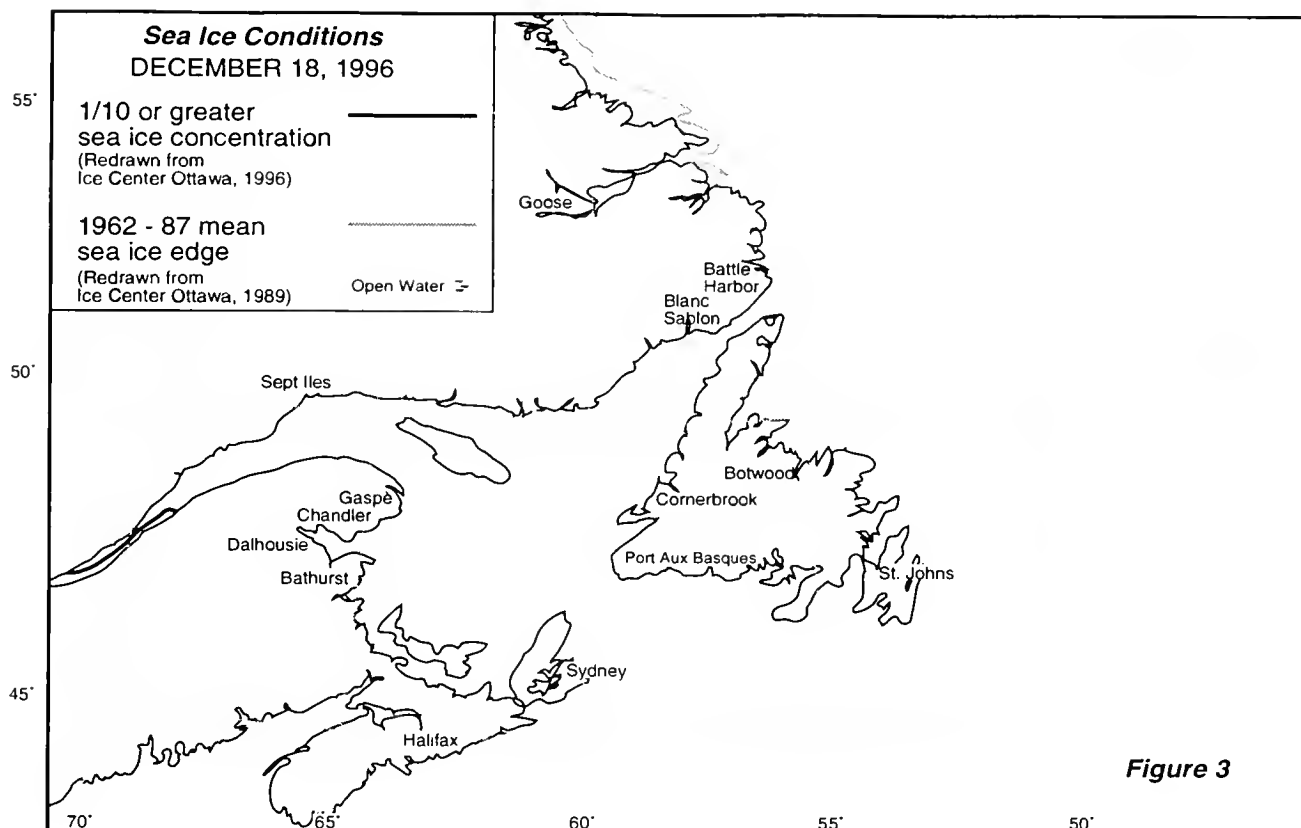 Sea Ice Conditions
DECEMBER 18, 1996
1/10 or greater
sea ice concentration
(Redrawn from
Ice Center Ottawa, 1996)
1962 - 87 mean
sea ice edge
(Redrawn from
Ice Center Ottawa, 1989)
Open Water
55°
50°
45°
Goose
Battle
Harbor
Blanc
Sablon
Sept Iles
Botwood
Cornerbrook
Gaspè
Chandler
Dalhousie
Bathurst
Port Aux Basques
St. Johns
Sydney
Halifax
Figure 3
70°
65°
60°
55°
50°